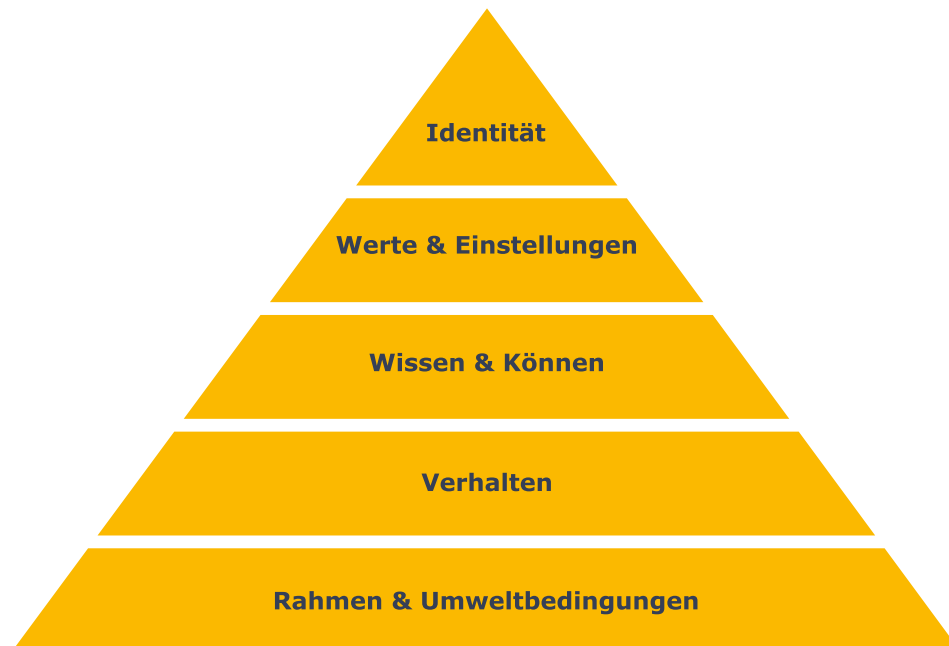 Identität
Werte & Einstellungen
Wissen & Können
Verhalten
Rahmen & Umweltbedingungen